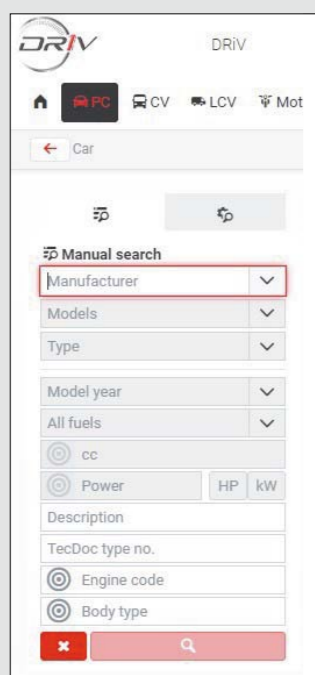 DRiV DRiV
PC CV LCV Mot
Car
Manual search
Manufacturer
Models
Type
Model year
All fuels
cc
Power HP kW
Description
TecDoc type no.
Engine code
Body type